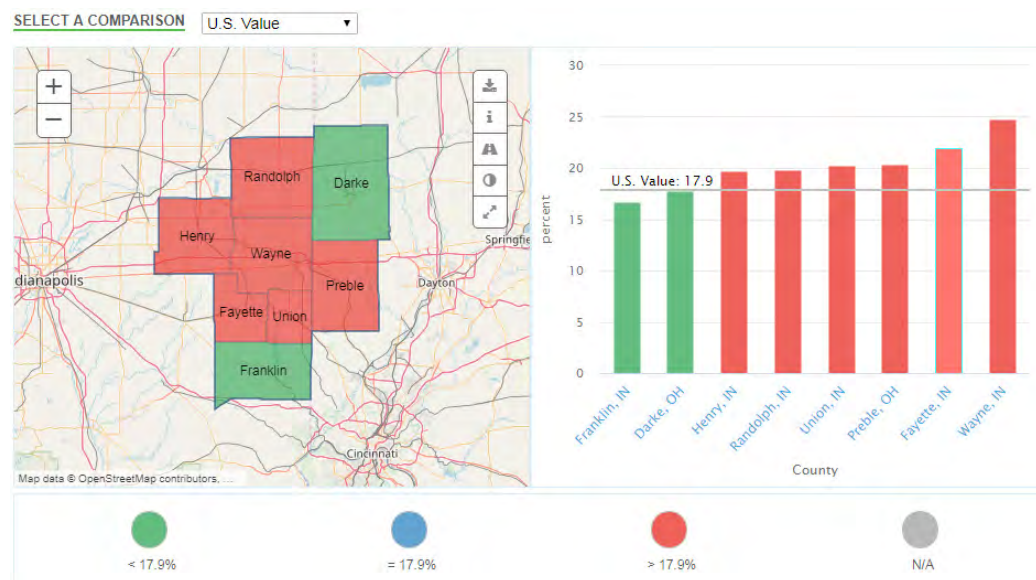 SELECT A COMPARISON
U.S. Value
+
−
i
Randolph
Darke
Henry
Wayne
Springfie
dianapolis
Preble
Dayton
Fayette
Union
Franklin
Cincinnati
Map data © OpenStreetMap contributors, ...
30
25
20
U.S. Value: 17.9
15
10
5
0
percent
Franklin, IN
Darke, OH
Henry, IN
Randolph, IN
Union, IN
Preble, OH
Fayette, IN
Wayne, IN
County
< 17.9%
= 17.9%
> 17.9%
N/A